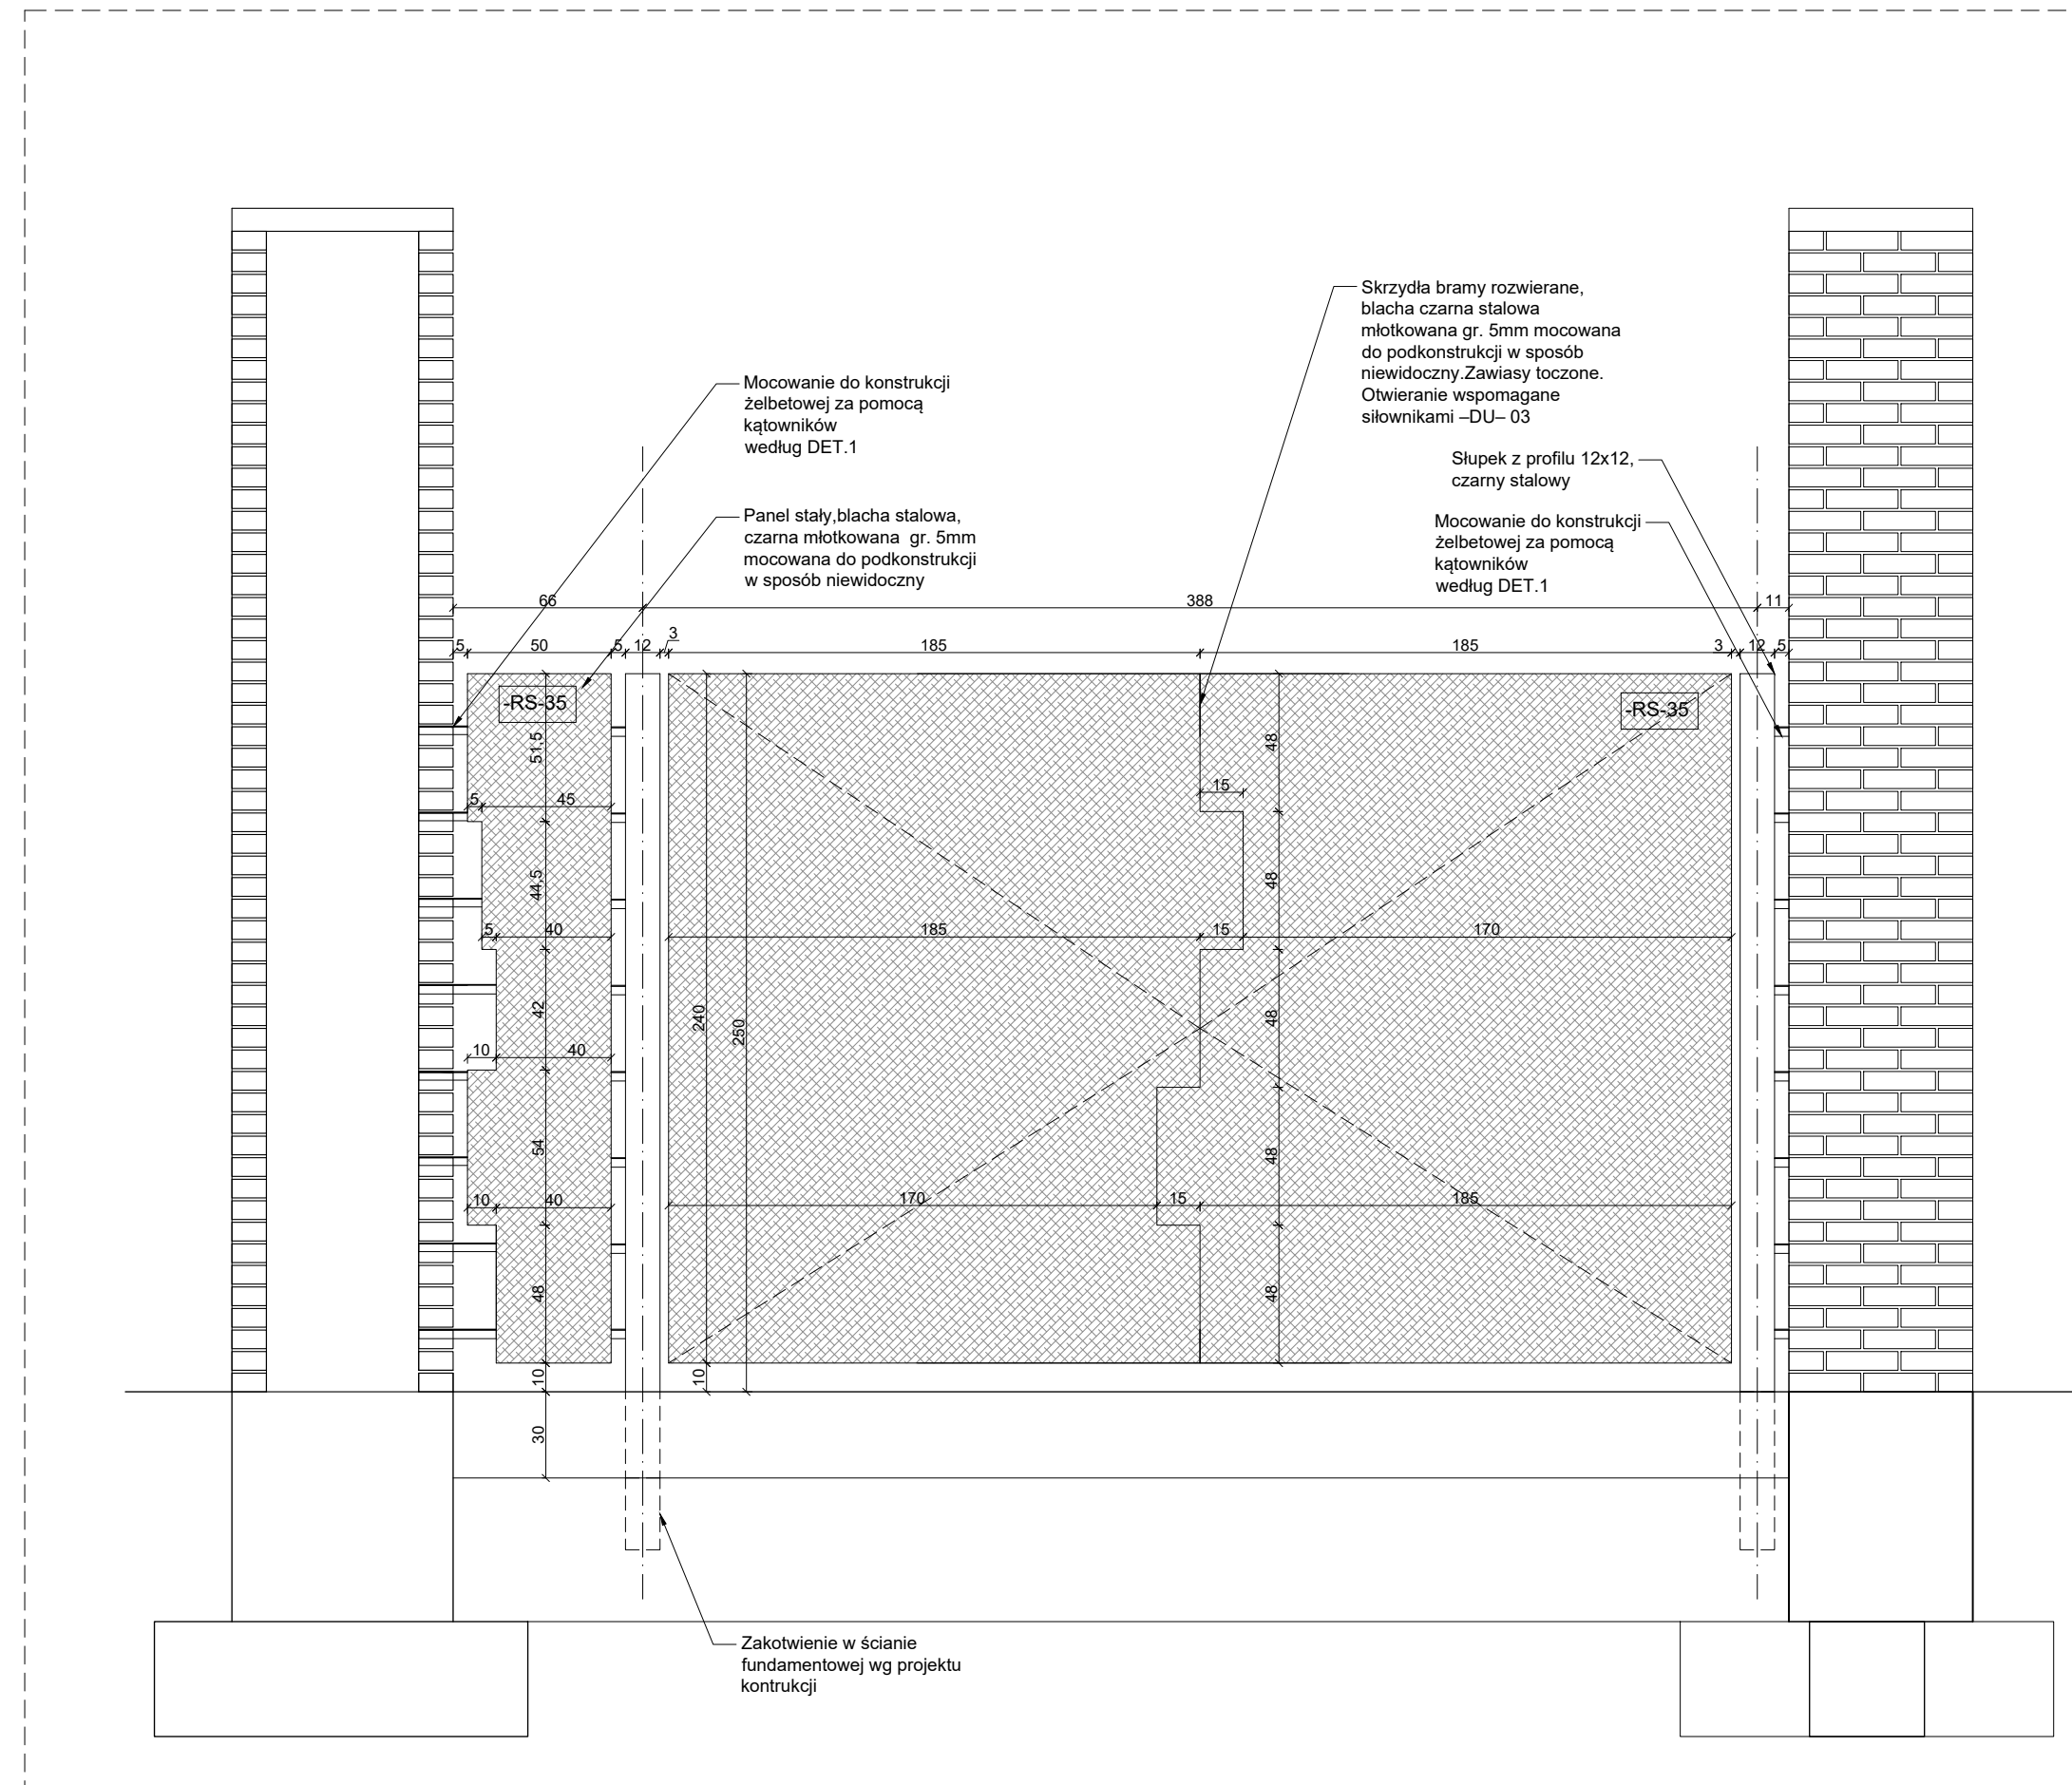 Skrzydła bramy rozwierane,
blacha czarna stalowa
młotkowana gr. 5mm mocowana
do podkonstrukcji w sposób
niewidoczny.Zawiasy toczone.
Otwieranie wspomagane
siłownikami –DU– 03
Mocowanie do konstrukcji
żelbetowej za pomocą
kątowników
według DET.1
Słupek z profilu 12x12,
czarny stalowy
Panel stały,blacha stalowa,
czarna młotkowana gr. 5mm
mocowana do podkonstrukcji
w sposób niewidoczny
Mocowanie do konstrukcji
żelbetowej za pomocą
kątowników
według DET.1
66 388 11
5 50 5 12 3 185 185 3 12 5
-RS-35
-RS-35
51,5
48
15
5 45
44,5
48
5 40 185 15 170
42
240
250
48
10 40
54
48
10 40 170 15 185
48
48
10
10
30
Zakotwienie w ścianie
fundamentowej wg projektu
kontrukcji